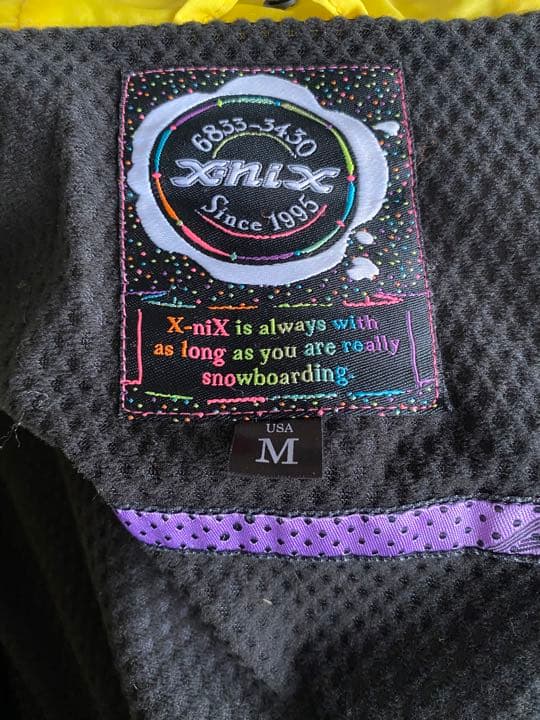 6833-3430
x-nix
Since 1995
X-niX is always with
as long as you are really
snowboarding.
USA
M